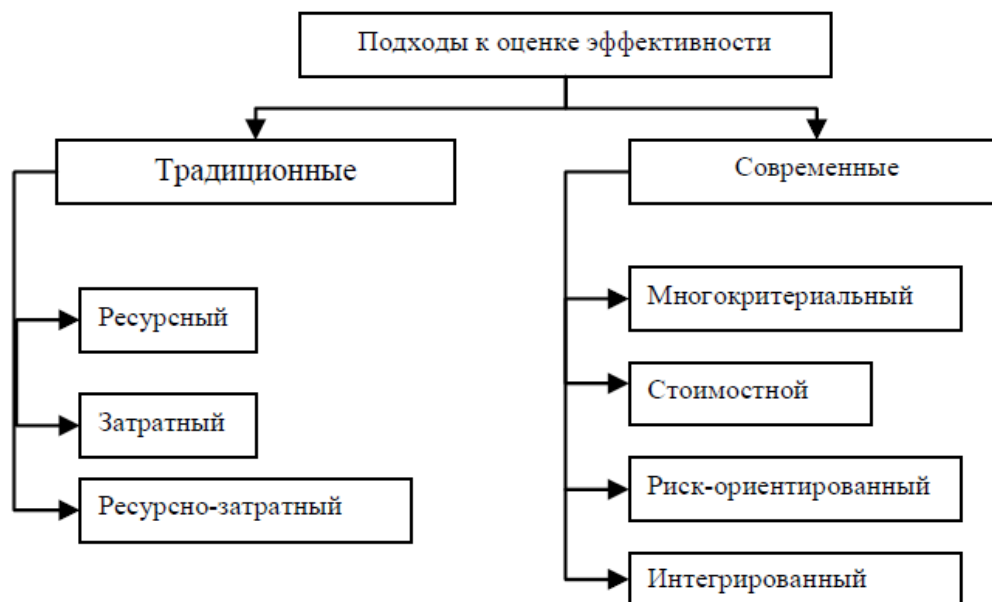 Подходы к оценке эффективности
Традиционные
Современные
Ресурсный
Затратный
Ресурсно-затратный
Многокритериальный
Стоимостной
Риск-ориентированный
Интегрированный